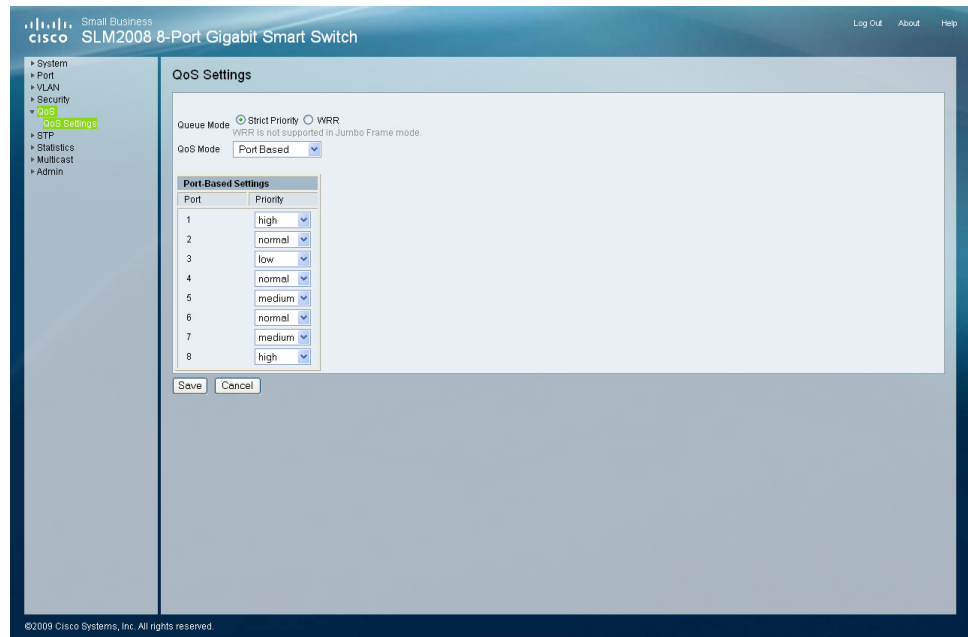 Small Business
CISCO SLM2008 8-Port Gigabit Smart Switch
Log Out About Help
System
Port
VLAN
Security
QoS
QoS Settings
STP
Statistics
Multicast
Admin
QoS Settings
Queue Mode Strict Priority WRR
WRR is not supported in Jumbo Frame mode.
QoS Mode Port Based
Port-Based Settings
Port Priority
1 high
2 normal
3 low
4 normal
5 medium
6 normal
7 medium
8 high
Save Cancel
©2009 Cisco Systems, Inc. All rights reserved.